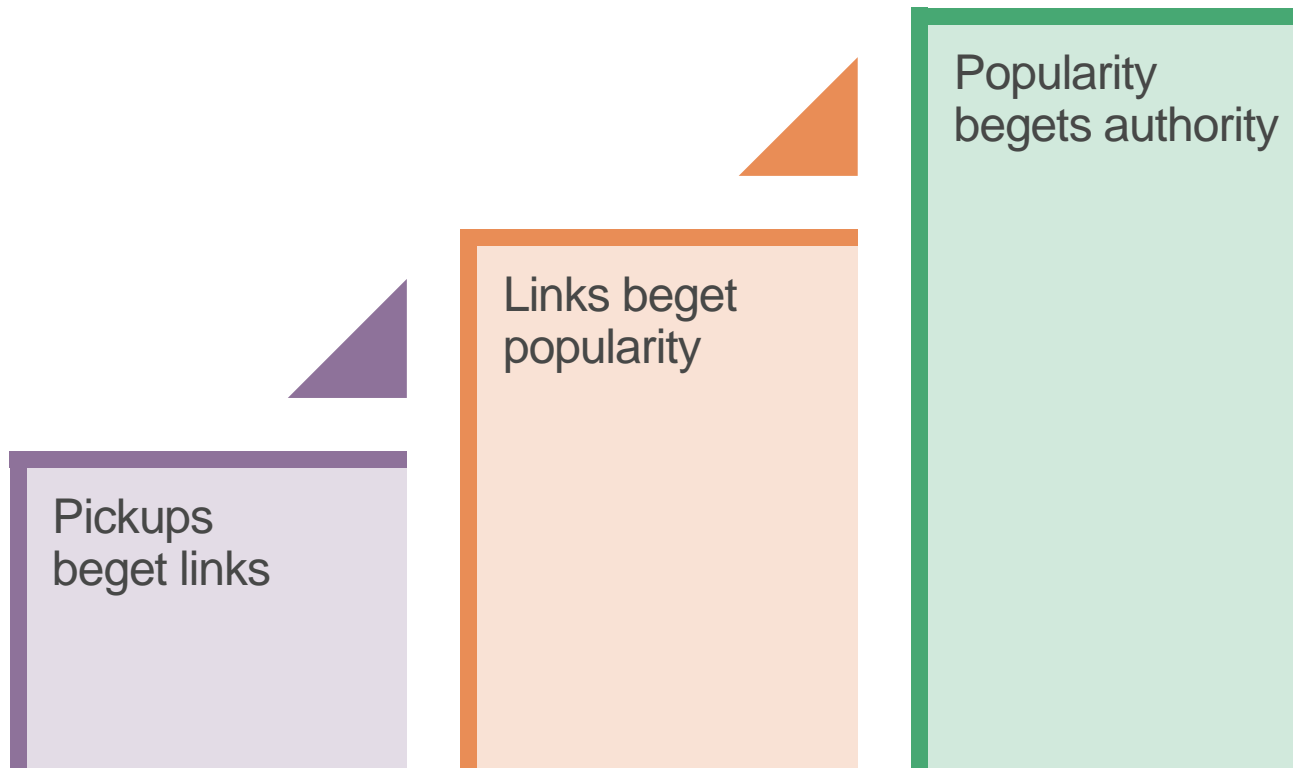 Pickups
beget links
Links beget
popularity
Popularity
begets authority